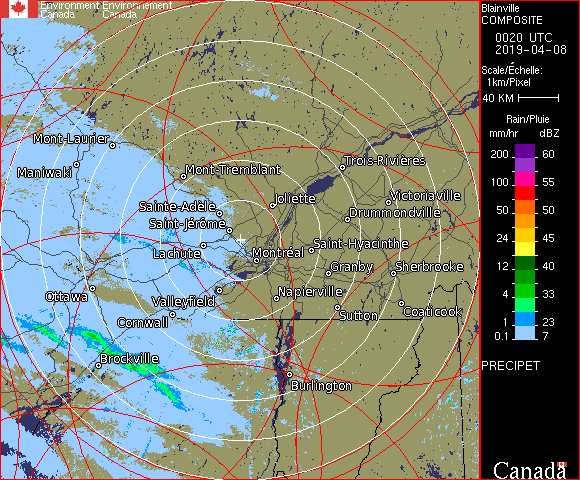 Environment Environnement
Canada Canada
Blainville
COMPOSITE
0020 UTC
2019-04-08
Scale/Échelle:
1km/Pixel
40 KM
Rain/Pluie
mm/hr dBZ
200 60
100 55
50 50
24 45
12 40
4 33
1 23
0.1 7
PRECIPET
Canada
Mont-Laurier
Maniwaki
Mont-Tremblant
Trois-Rivières
Sainte-Adèle
Joliette
Victoriaville
Drummondville
Saint-Jérôme
Lachute
Montréal
Saint-Hyacinthe
Granby
Sherbrooke
Ottawa
Valleyfield
Napierville
Cornwall
Sutton
Coaticook
Brockville
Burlington